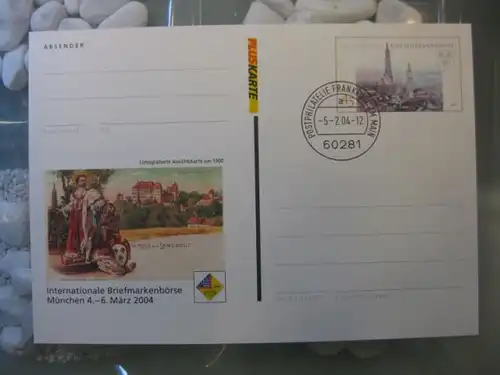 ABSENDER
PLUSKARTE
POSTPHILATELIE FRANKFURT AM MAIN
-5-2.04-12
60281
Lithografierte Ansichtskarte um 1900
Internationale Briefmarkenbörse
München 4.–6. März 2004